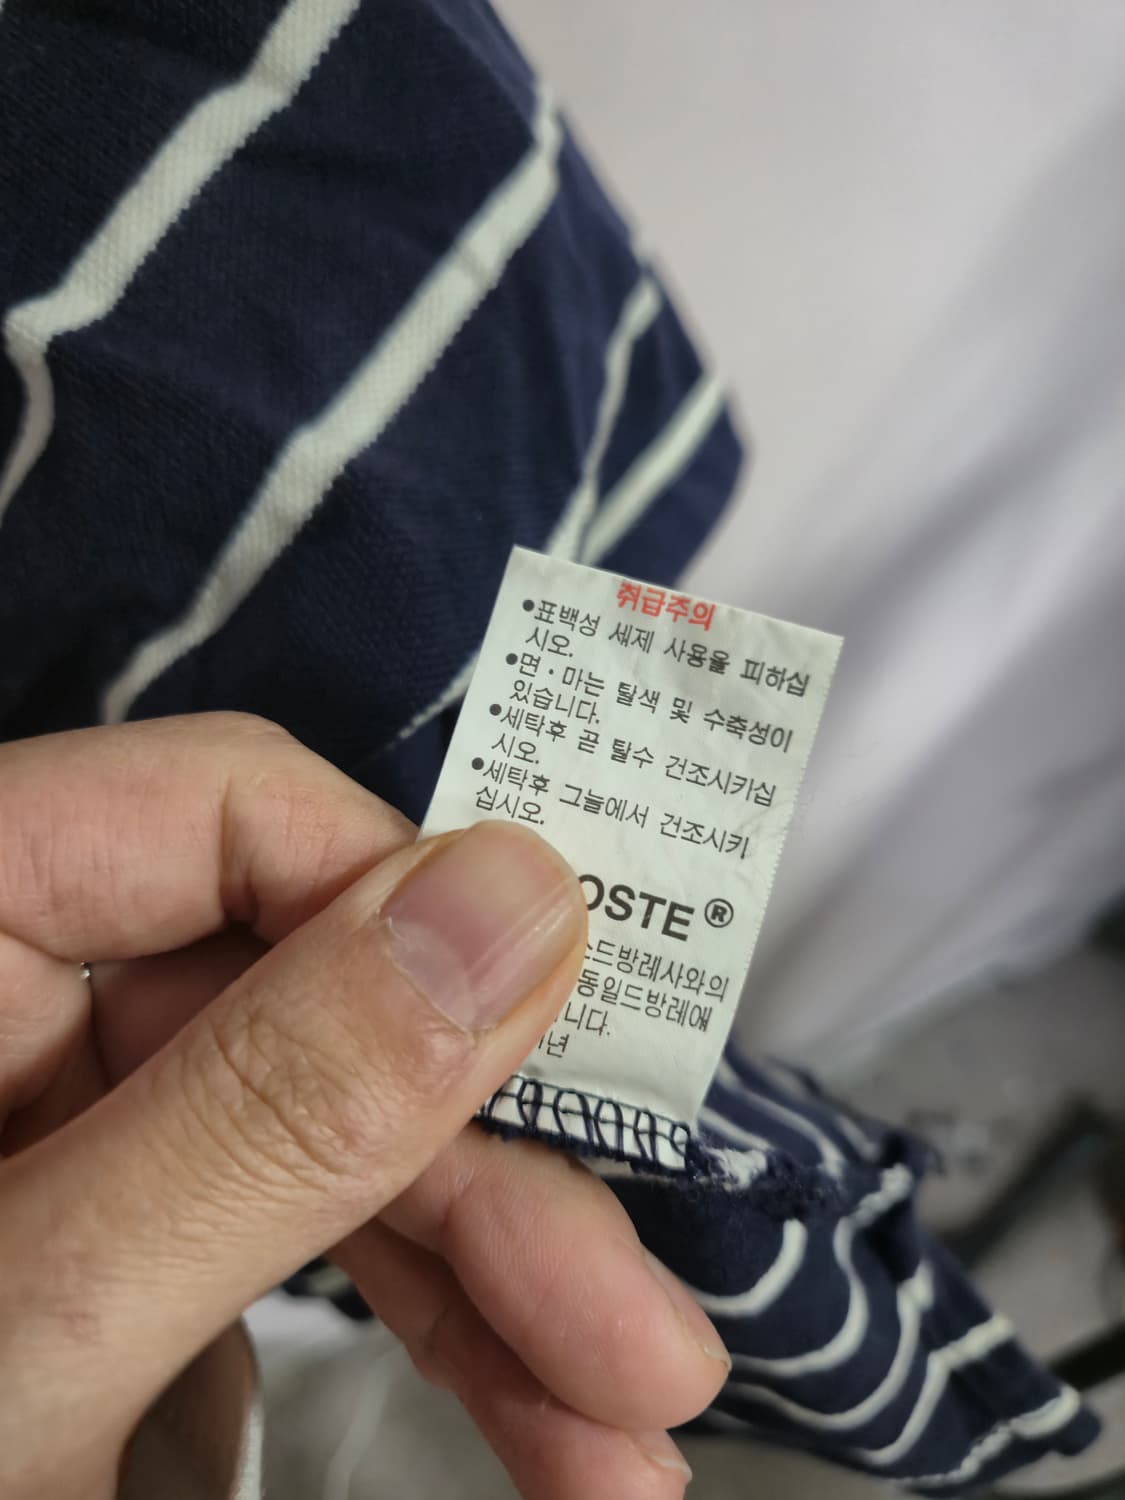 취급주의
●표백성 세제 사용을 피하십
시오.
●면·마는 탈색 및 수축성이
있습니다.
●세탁후 곧 탈수 건조시키십
시오.
●세탁후 그늘에서 건조시키
십시오.
OSTE®
드방레사와의
동일드방레에
니다.
년